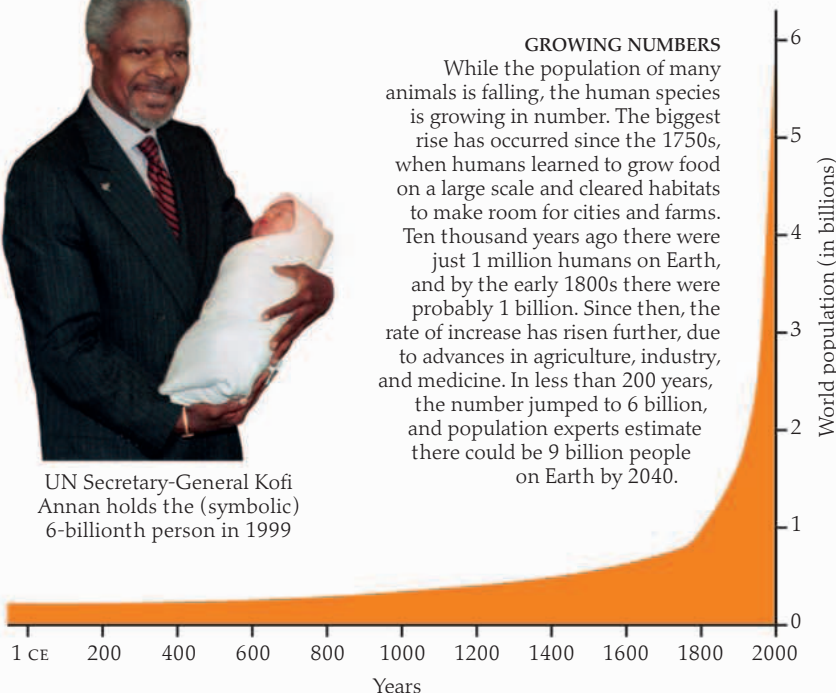 GROWING NUMBERS
While the population of many
animals is falling, the human species
is growing in number. The biggest
rise has occurred since the 1750s,
when humans learned to grow food
on a large scale and cleared habitats
to make room for cities and farms.
Ten thousand years ago there were
just 1 million humans on Earth,
and by the early 1800s there were
probably 1 billion. Since then, the
rate of increase has risen further, due
to advances in agriculture, industry,
and medicine. In less than 200 years,
the number jumped to 6 billion,
and population experts estimate
there could be 9 billion people
on Earth by 2040.
UN Secretary-General Kofi
Annan holds the (symbolic)
6-billionth person in 1999
6
5
4
3
2
1
0
World population (in billions)
1 CE 200 400 600 800 1000 1200 1400 1600 1800 2000
Years